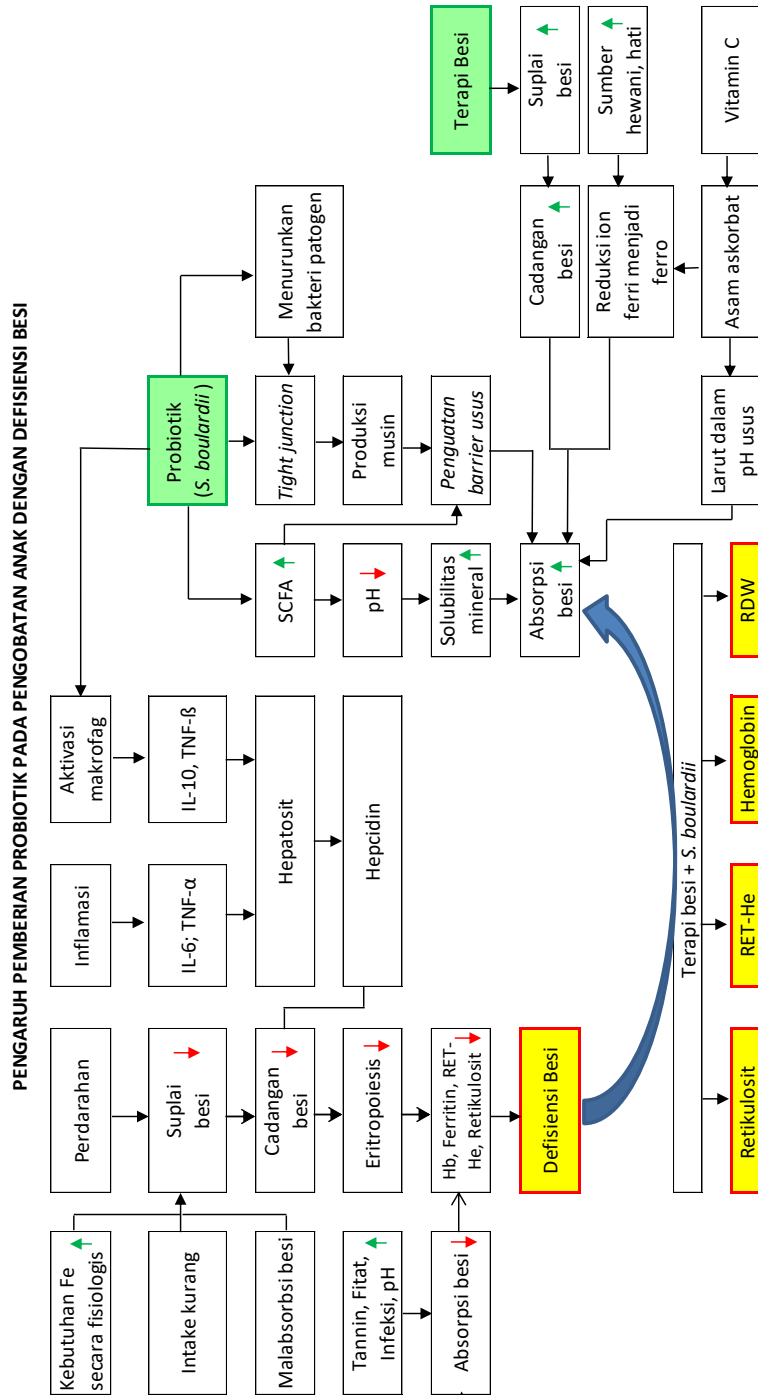 PENGARUH PEMBERIAN PROBIOTIK PADA PENGOBATAN ANAK DENGAN DEFISIENSI BESI
Kebutuhan Fe
secara fisiologis
Intake kurang
Malabsorbsi besi
Tannin, Fitat,
Infeksi, pH
Absorpsi besi
Perdarahan
Suplai
besi
Cadangan
besi
Eritropoiesis
Hb, Ferritin, RET-
He, Retikulosit
Defisiensi Besi
Inflamasi
IL-6; TNF-α
Aktivasi
makrofag
IL-10, TNF-ß
Hepatosit
Hepcidin
Probiotik
(S. boulardii )
SCFA
pH
Solubilitas
mineral
Absorpsi
besi
Tight junction
Produksi
musin
Penguatan
barrier usus
Menurunkan
bakteri patogen
Terapi Besi
Suplai
besi
Cadangan
besi
Sumber
hewani, hati
Reduksi ion
ferri menjadi
ferro
Vitamin C
Asam askorbat
Larut dalam
pH usus
Terapi besi + S. boulardii
Retikulosit
RET-He
Hemoglobin
RDW